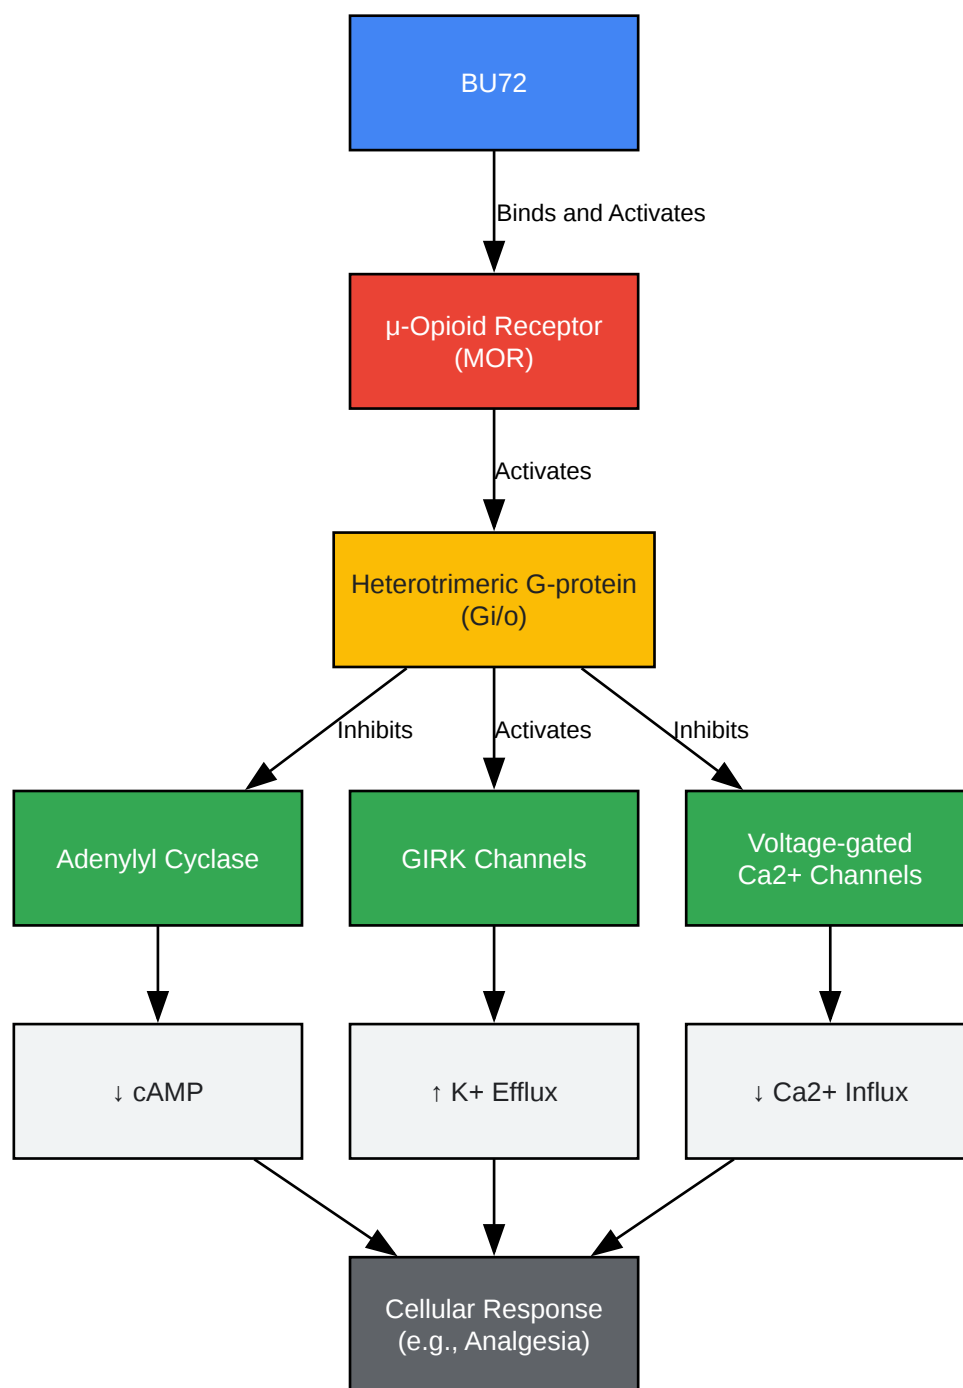 BU72
Binds and Activates
μ-Opioid Receptor
(MOR)
Activates
Heterotrimeric G-protein
(Gi/o)
Inhibits
Activates
Inhibits
Adenylyl Cyclase
GIRK Channels
Voltage-gated
Ca2+ Channels
↓ cAMP
↑ K+ Efflux
↓ Ca2+ Influx
Cellular Response
(e.g., Analgesia)